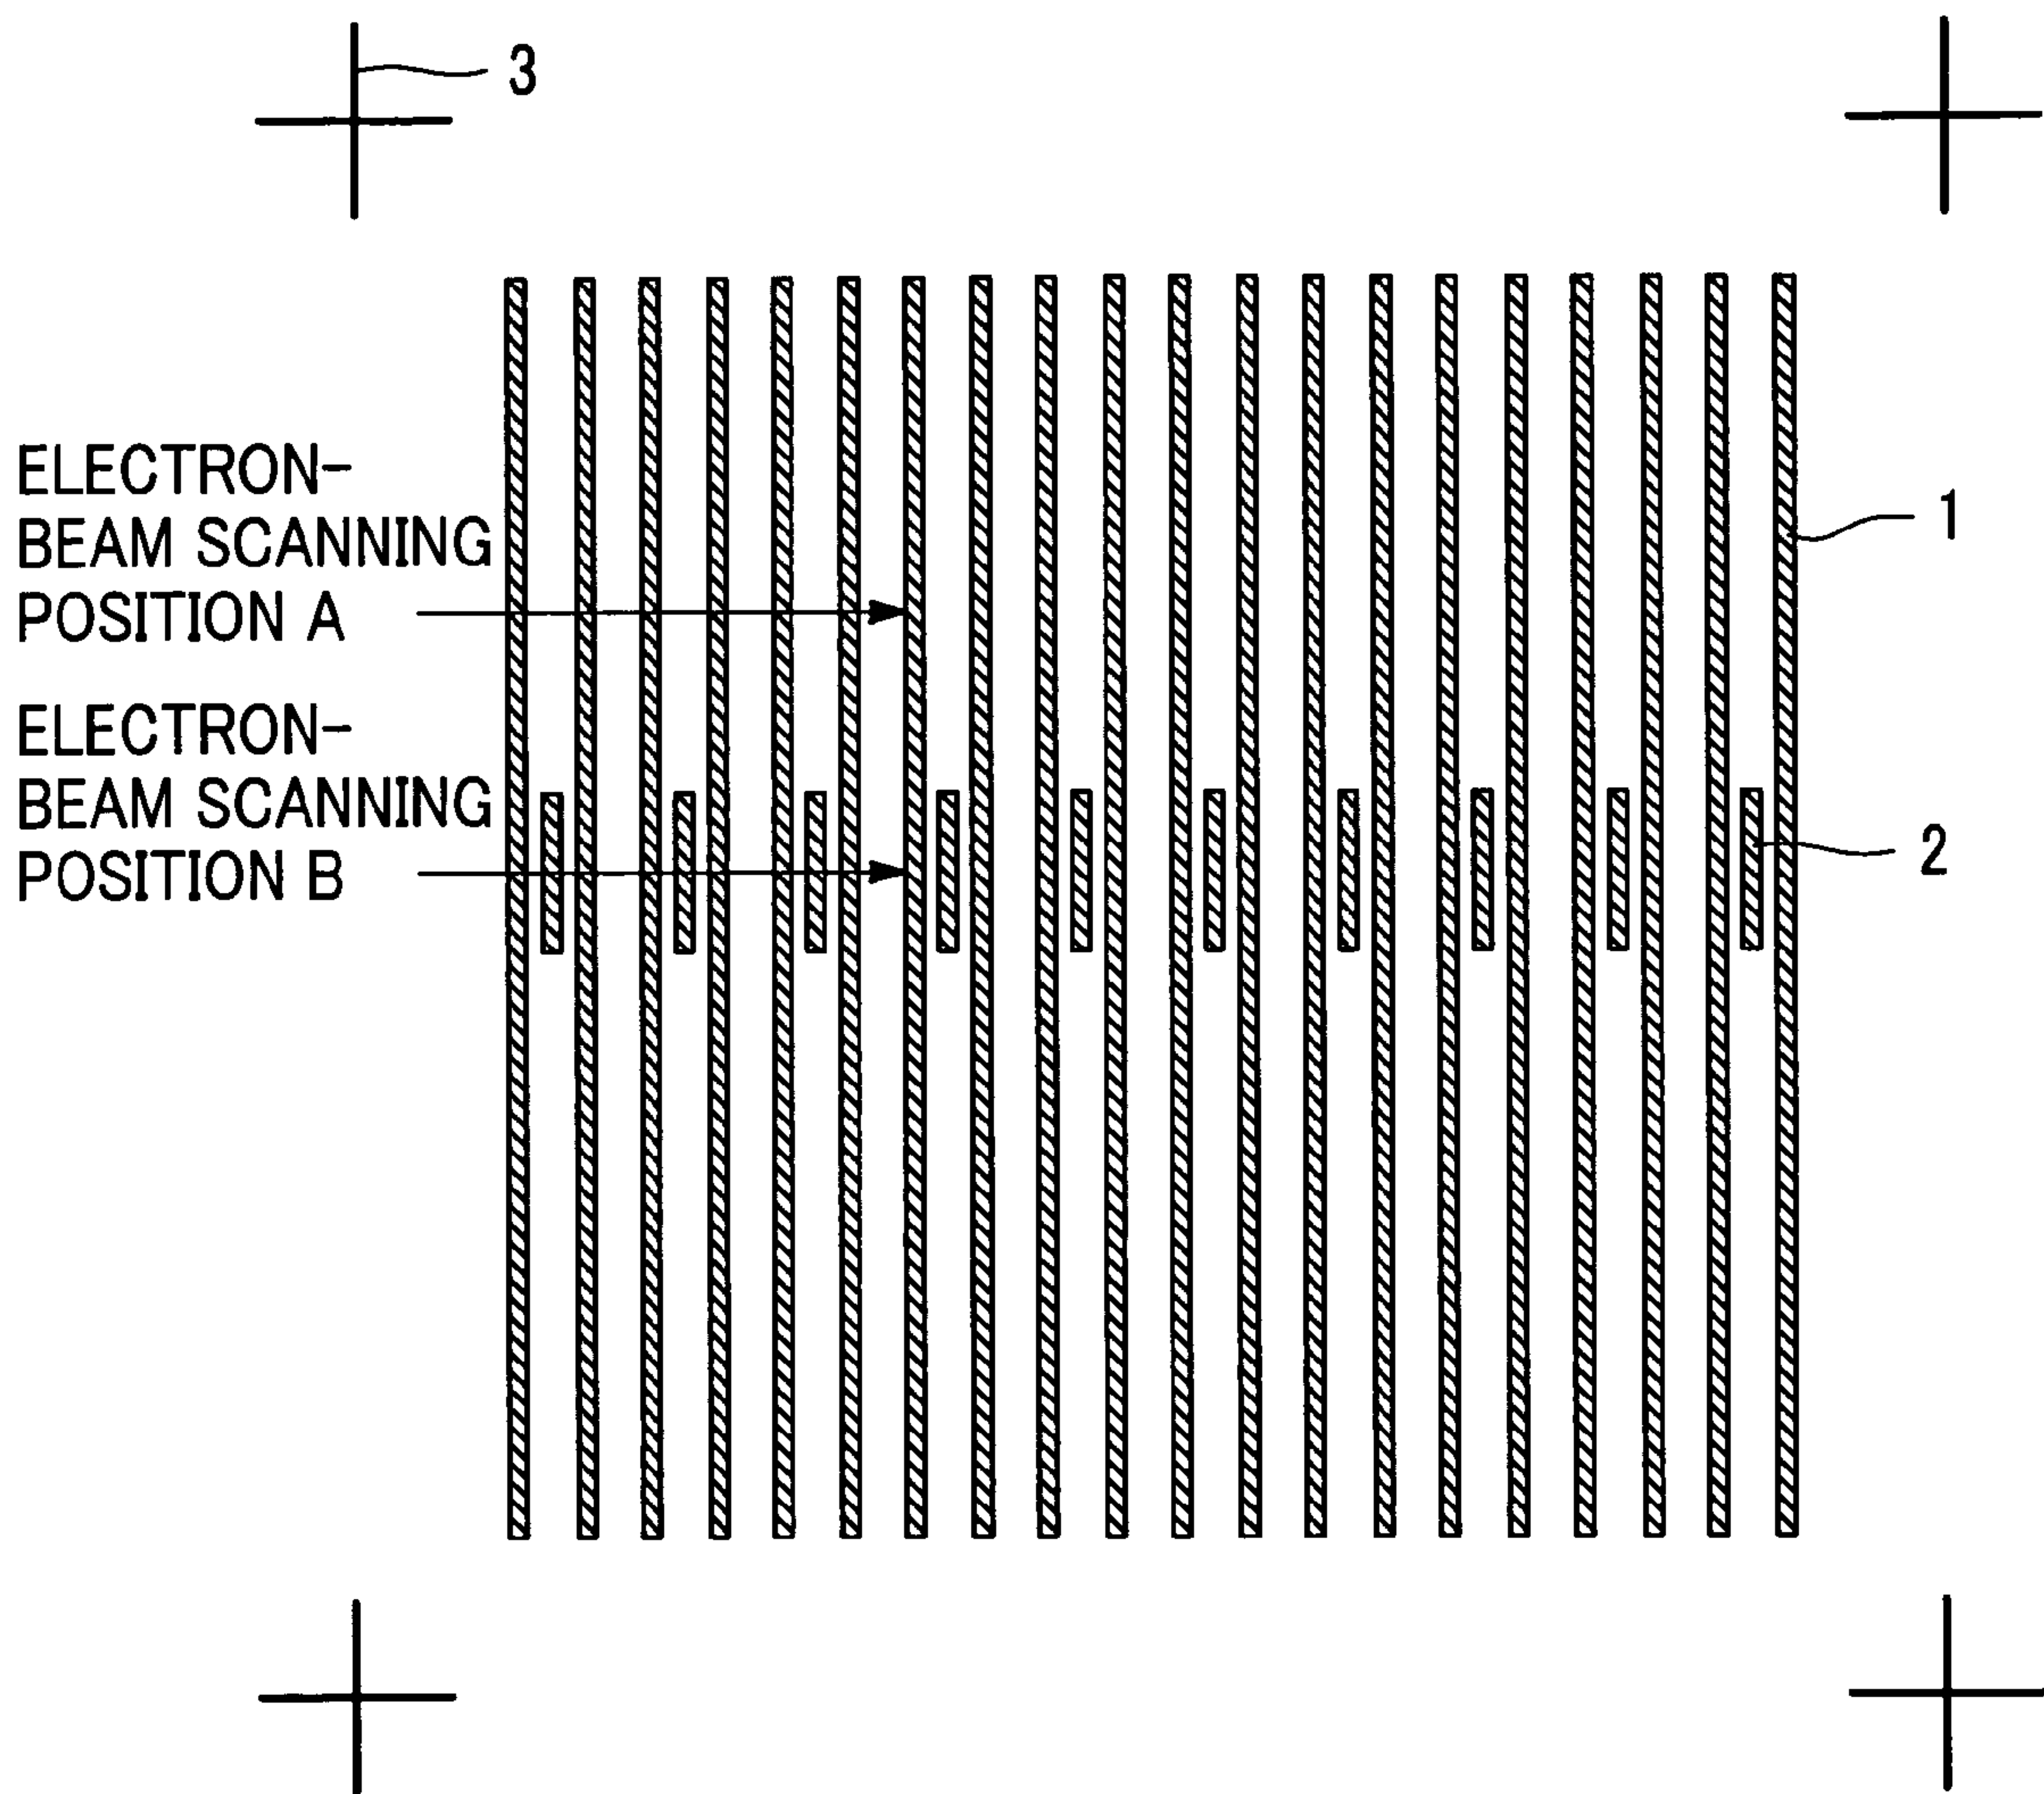 3
ELECTRON-
BEAM SCANNING
POSITION A
1
ELECTRON-
BEAM SCANNING
POSITION B
2